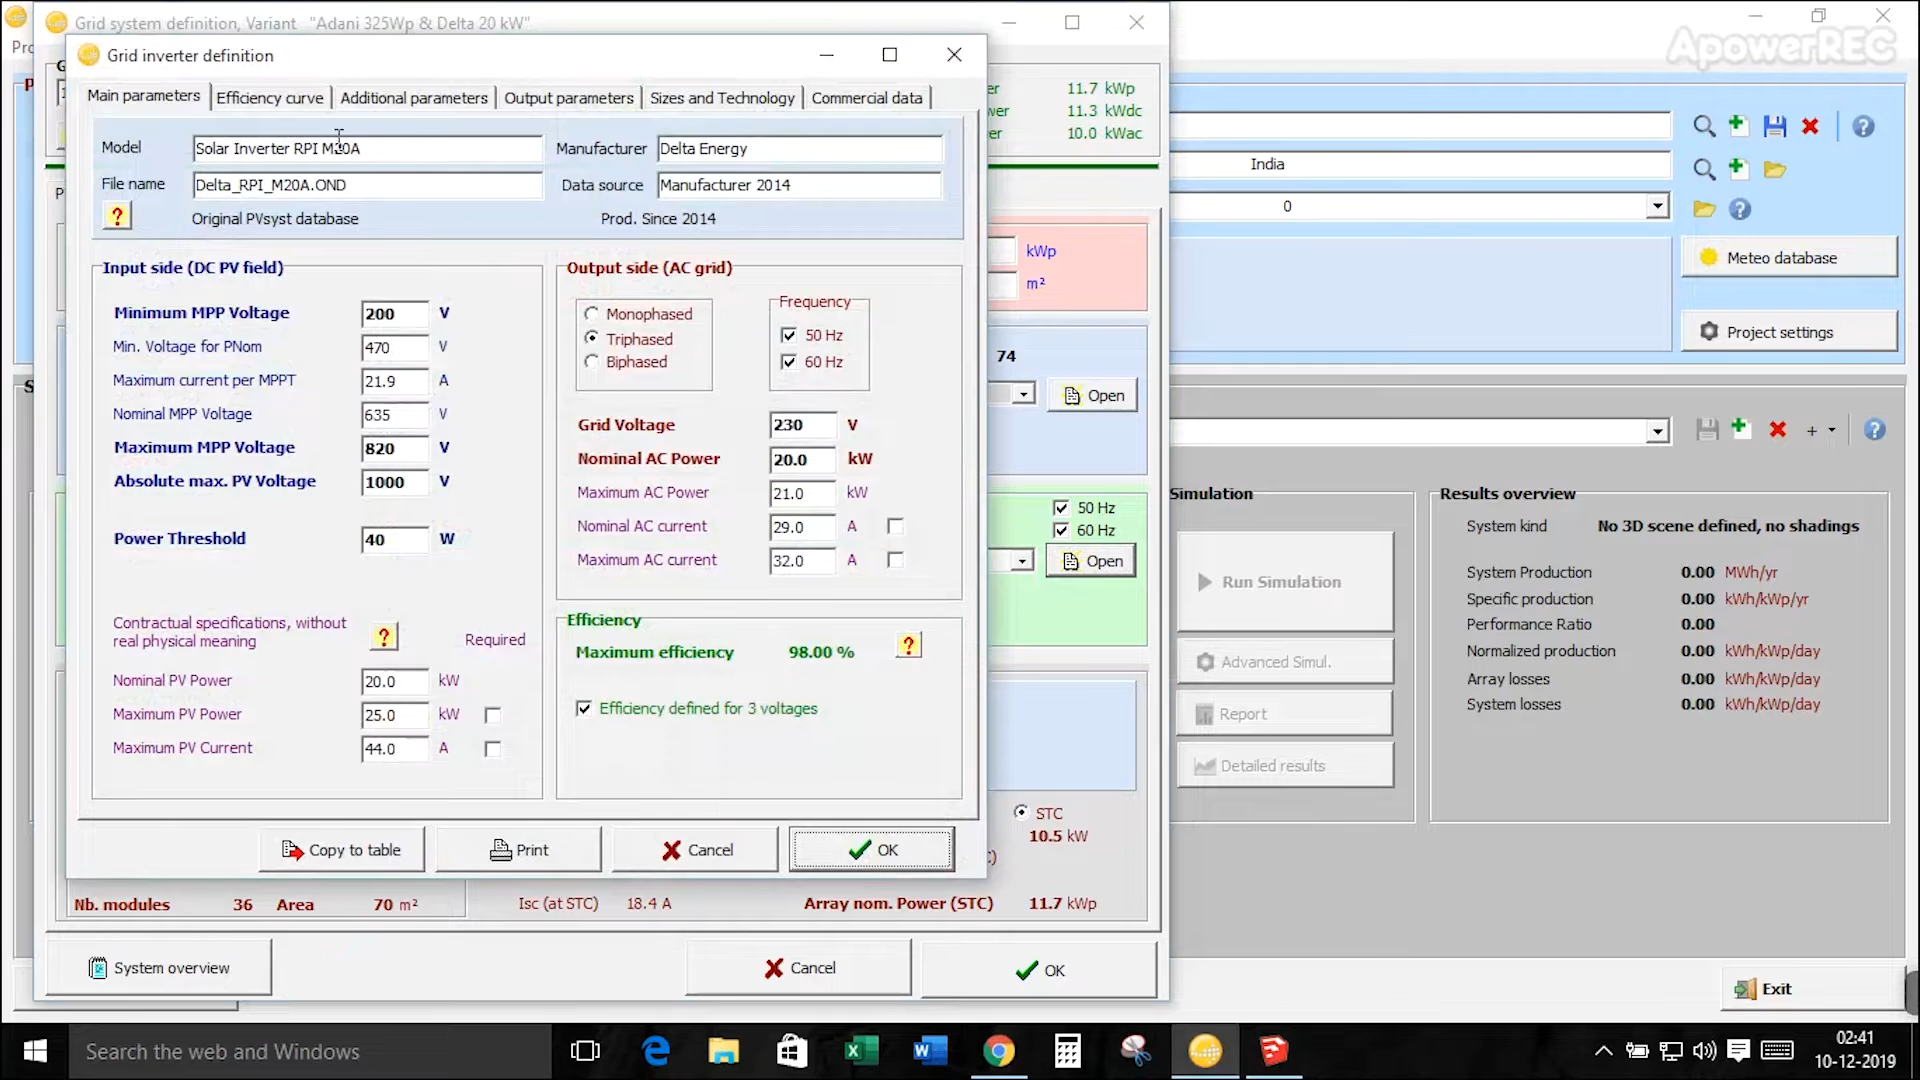 Grid system definition, Variant "Adani 325Wp & Delta 20 kW"
ApowerREC
Grid inverter definition
Main parameters
Efficiency curve
Additional parameters
Output parameters
Sizes and Technology
Commercial data
11.7 kWp
11.3 kWdc
10.0 kWac
Model
Solar Inverter RPI M20A
Manufacturer
Delta Energy
File name
Delta_RPI_M20A.OND
Data source
Manufacturer 2014
Original PVsyst database
Prod. Since 2014
India
0
Meteo database
Project settings
Input side (DC PV field)
Minimum MPP Voltage 200 V
Min. Voltage for PNom 470 V
Maximum current per MPPT 21.9 A
Nominal MPP Voltage 635 V
Maximum MPP Voltage 820 V
Absolute max. PV Voltage 1000 V
Power Threshold 40 W
Contractual specifications, without
real physical meaning
Required
Nominal PV Power 20.0 kW
Maximum PV Power 25.0 kW
Maximum PV Current 44.0 A
Output side (AC grid)
Monophased
Triphased
Biphased
Frequency
50 Hz
60 Hz
Grid Voltage 230 V
Nominal AC Power 20.0 kW
Maximum AC Power 21.0 kW
Nominal AC current 29.0 A
Maximum AC current 32.0 A
Efficiency
Maximum efficiency 98.00 %
Efficiency defined for 3 voltages
Copy to table
Print
Cancel
OK
kWp
m²
74
Open
50 Hz
60 Hz
Open
STC
10.5 kW
Nb. modules 36 Area 70 m²
Isc (at STC) 18.4 A
Array nom. Power (STC) 11.7 kWp
System overview
Cancel
OK
Simulation
Run Simulation
Advanced Simul.
Report
Detailed results
Results overview
System kind No 3D scene defined, no shadings
System Production 0.00 MWh/yr
Specific production 0.00 kWh/kWp/yr
Performance Ratio 0.00
Normalized production 0.00 kWh/kWp/day
Array losses 0.00 kWh/kWp/day
System losses 0.00 kWh/kWp/day
Exit
Search the web and Windows
02:41
10-12-2019